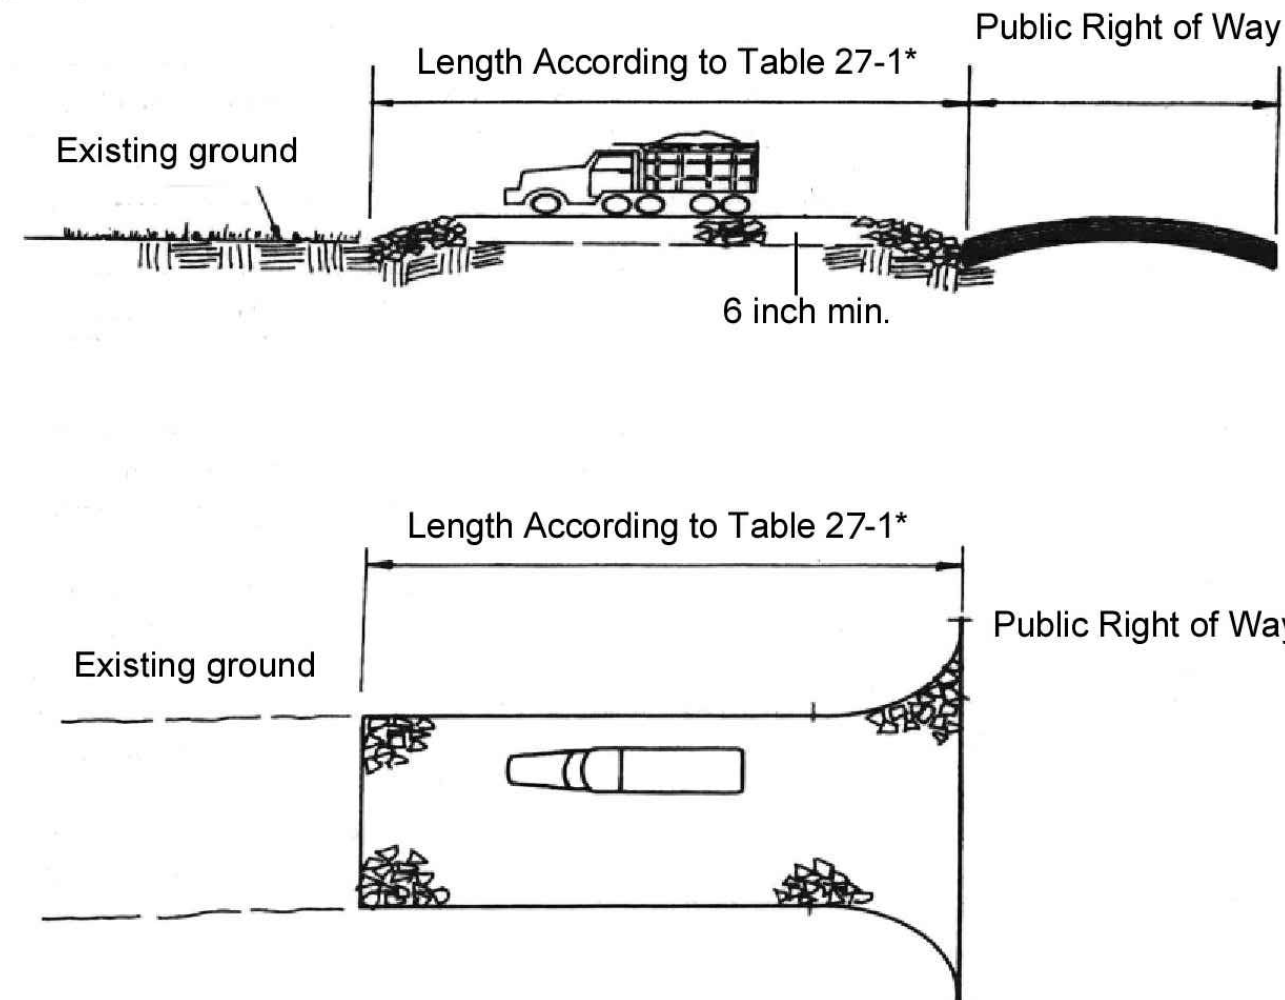 Public Right of Way
Length According to Table 27-1*
Existing ground
6 inch min.
Length According to Table 27-1*
Public Right of Way
Existing ground